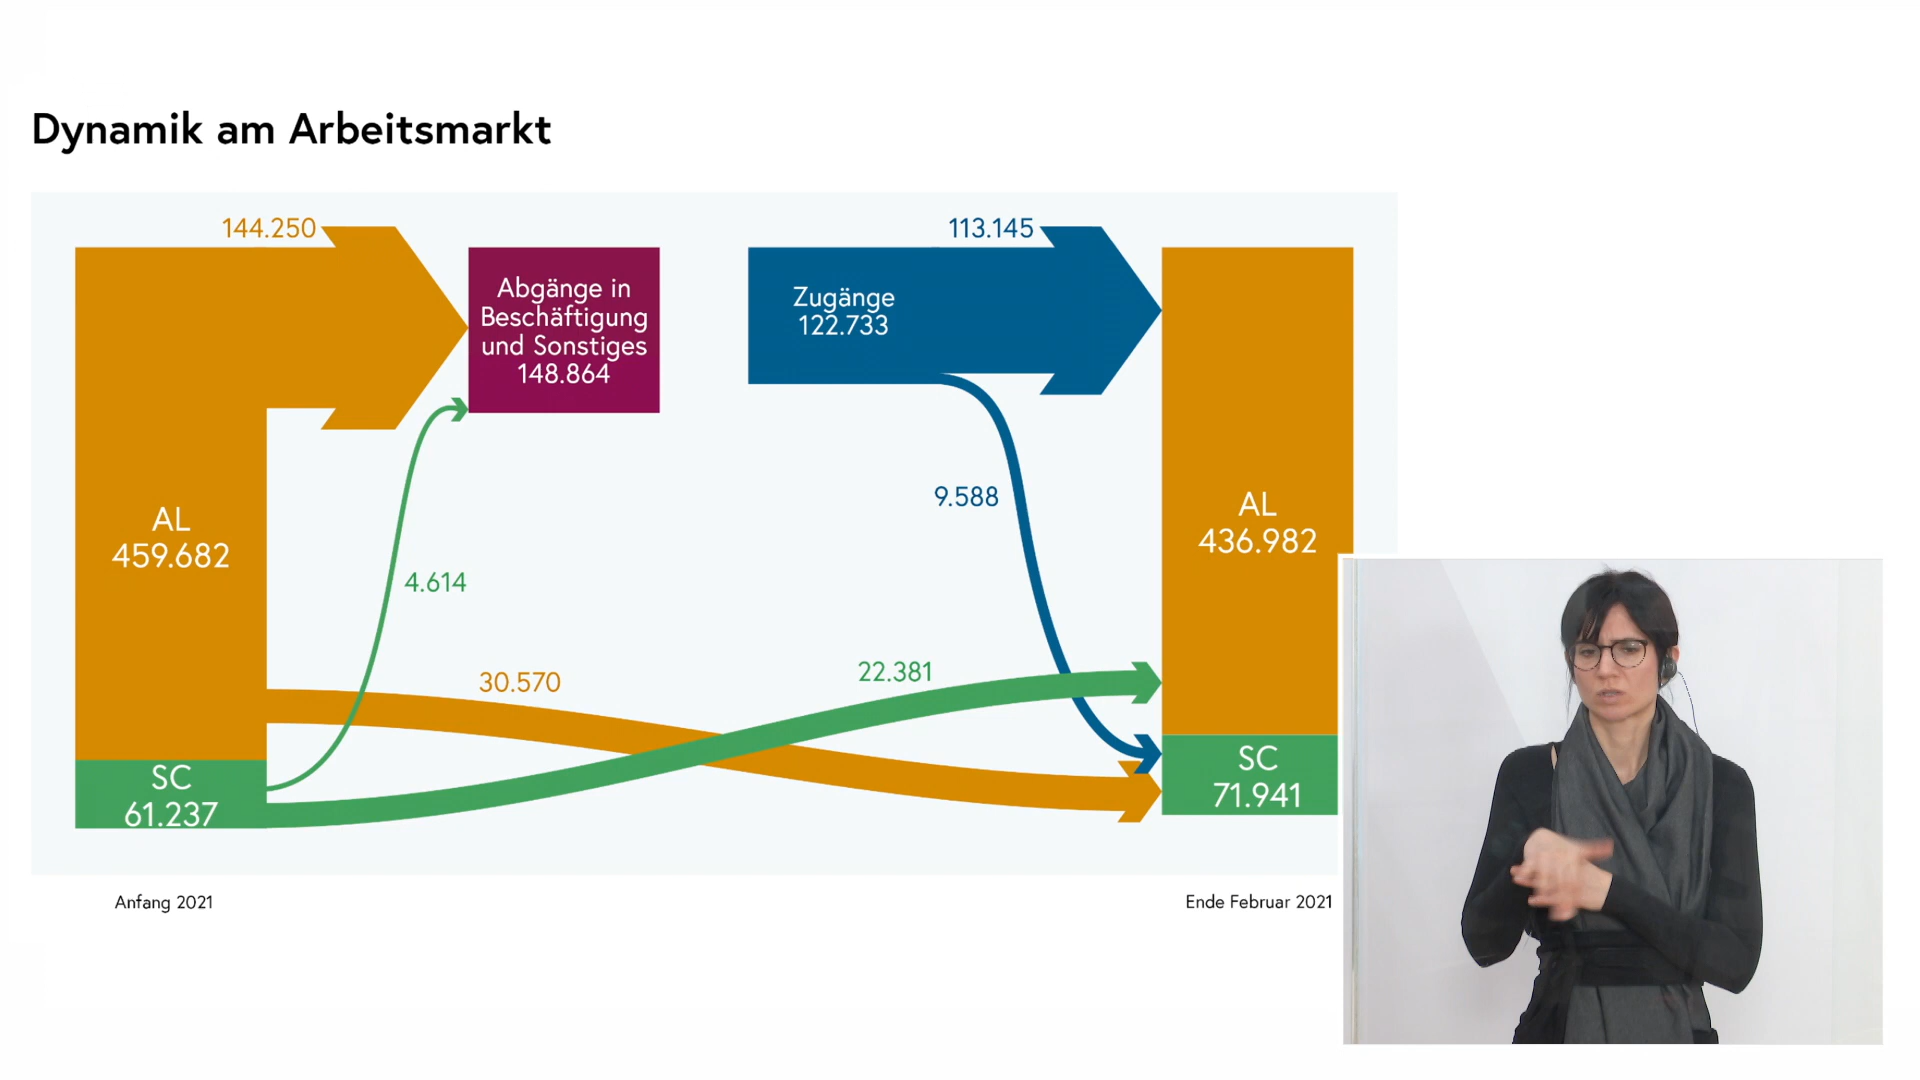 Dynamik am Arbeitsmarkt
144.250
Abgänge in
Beschäftigung
und Sonstiges
148.864
Zugänge
122.733
113.145
AL
459.682
4.614
9.588
AL
436.982
30.570
22.381
SC
61.237
SC
71.941
Anfang 2021
Ende Februar 2021